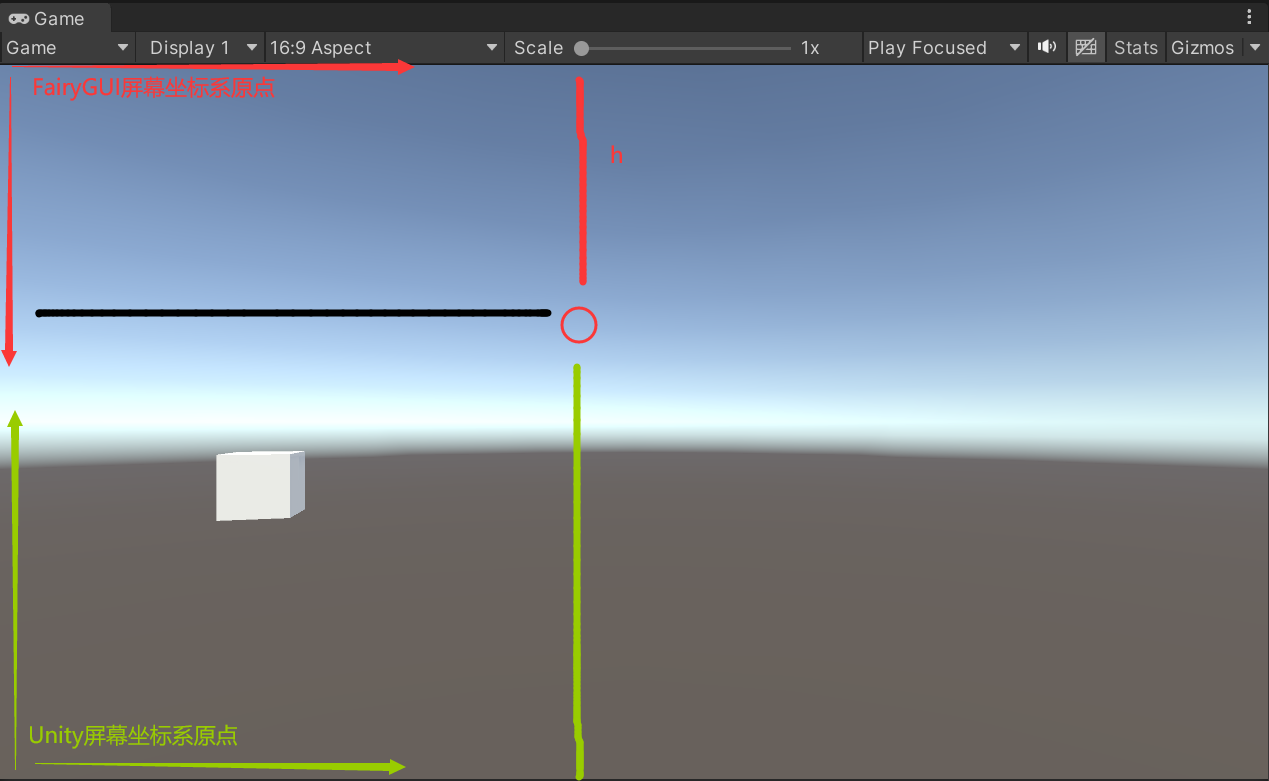 Game
Game Display 1 16:9 Aspect Scale 1x Play Focused Stats Gizmos
FairyGUI屏幕坐标系原点
h
Unity屏幕坐标系原点